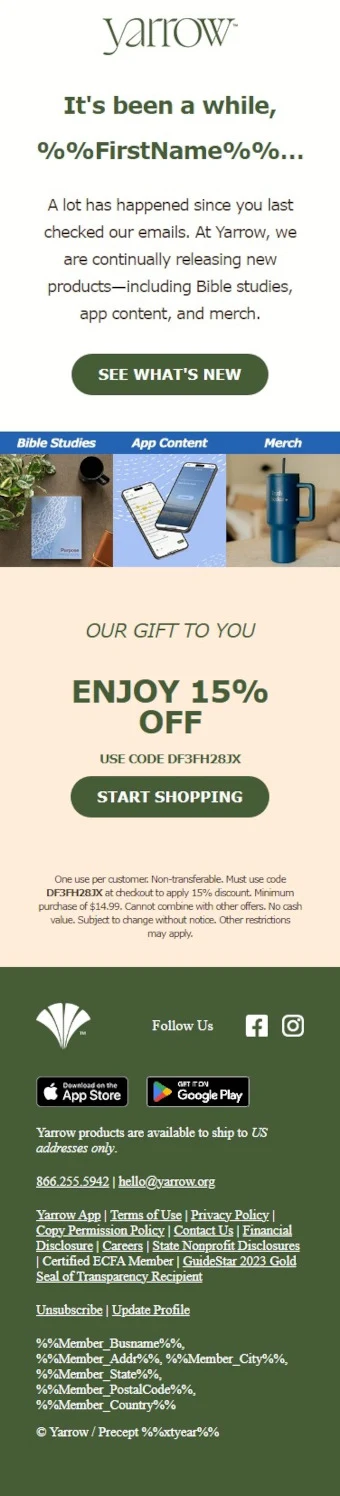 yarrow™
It's been a while,
%%FirstName%%...
A lot has happened since you last
checked our emails. At Yarrow, we
are continually releasing new
products—including Bible studies,
app content, and merch.
SEE WHAT'S NEW
Bible Studies App Content Merch
Purpose
OUR GIFT TO YOU
ENJOY 15%
OFF
USE CODE DF3FH28JX
START SHOPPING
One use per customer. Non-transferable. Must use code
DF3FH28JX at checkout to apply 15% discount. Minimum
purchase of $14.99. Cannot combine with other offers. No cash
value. Subject to change without notice. Other restrictions
may apply.
™
Follow Us
Download on the
App Store
GET IT ON
Google Play
Yarrow products are available to ship to US
addresses only.
866.255.5942 | hello@yarrow.org
Yarrow App | Terms of Use | Privacy Policy |
Copy Permission Policy | Contact Us | Financial
Disclosure | Careers | State Nonprofit Disclosures
| Certified ECFA Member | GuideStar 2023 Gold
Seal of Transparency Recipient
Unsubscribe | Update Profile
%%Member_Busname%%,
%%Member_Addr%%, %%Member_City%%,
%%Member_State%%,
%%Member_PostalCode%%,
%%Member_Country%%
© Yarrow / Precept %%xtyear%%